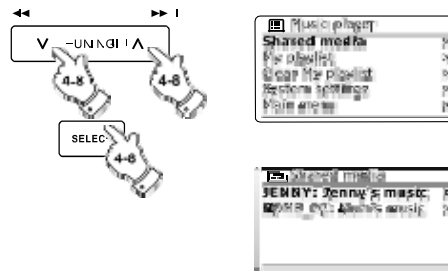 4-8
4-8
SELEC
4-8
Music player
Shared media
My playlist
Clear My playlist
System settings
Main menu
Shared media
JENNY: Jenny's music